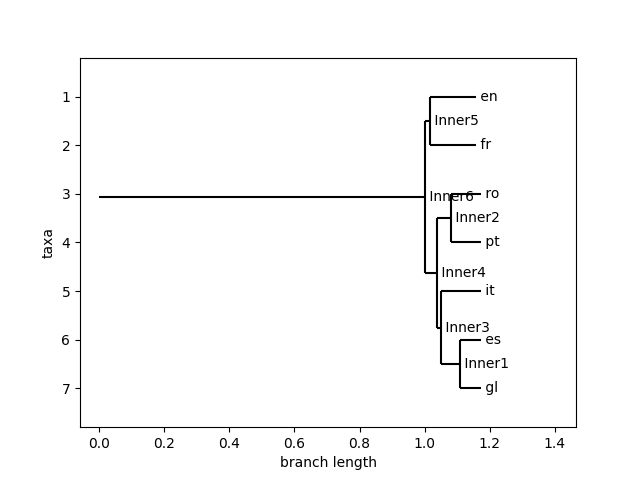 1
en
Inner5
2
fr
3
ro
Inner6
Inner2
4
pt
taxa
Inner4
5
it
Inner3
6
es
Inner1
7
gl
0.0 0.2 0.4 0.6 0.8 1.0 1.2 1.4
branch length